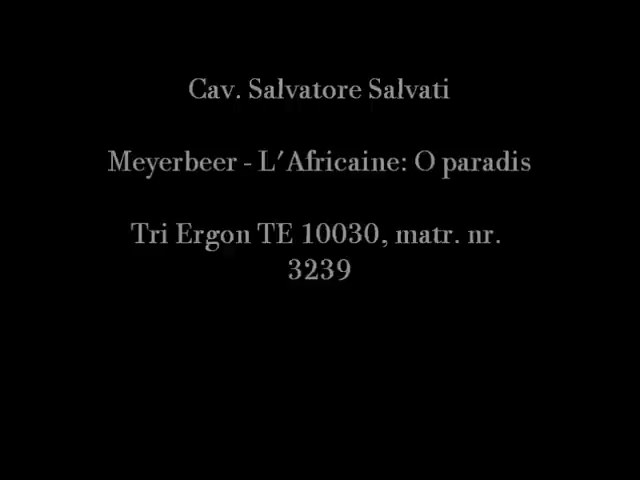 Cav. Salvatore Salvati
Meyerbeer - L'Africaine: O paradis
Tri Ergon TE 10030, matr. nr.
3239